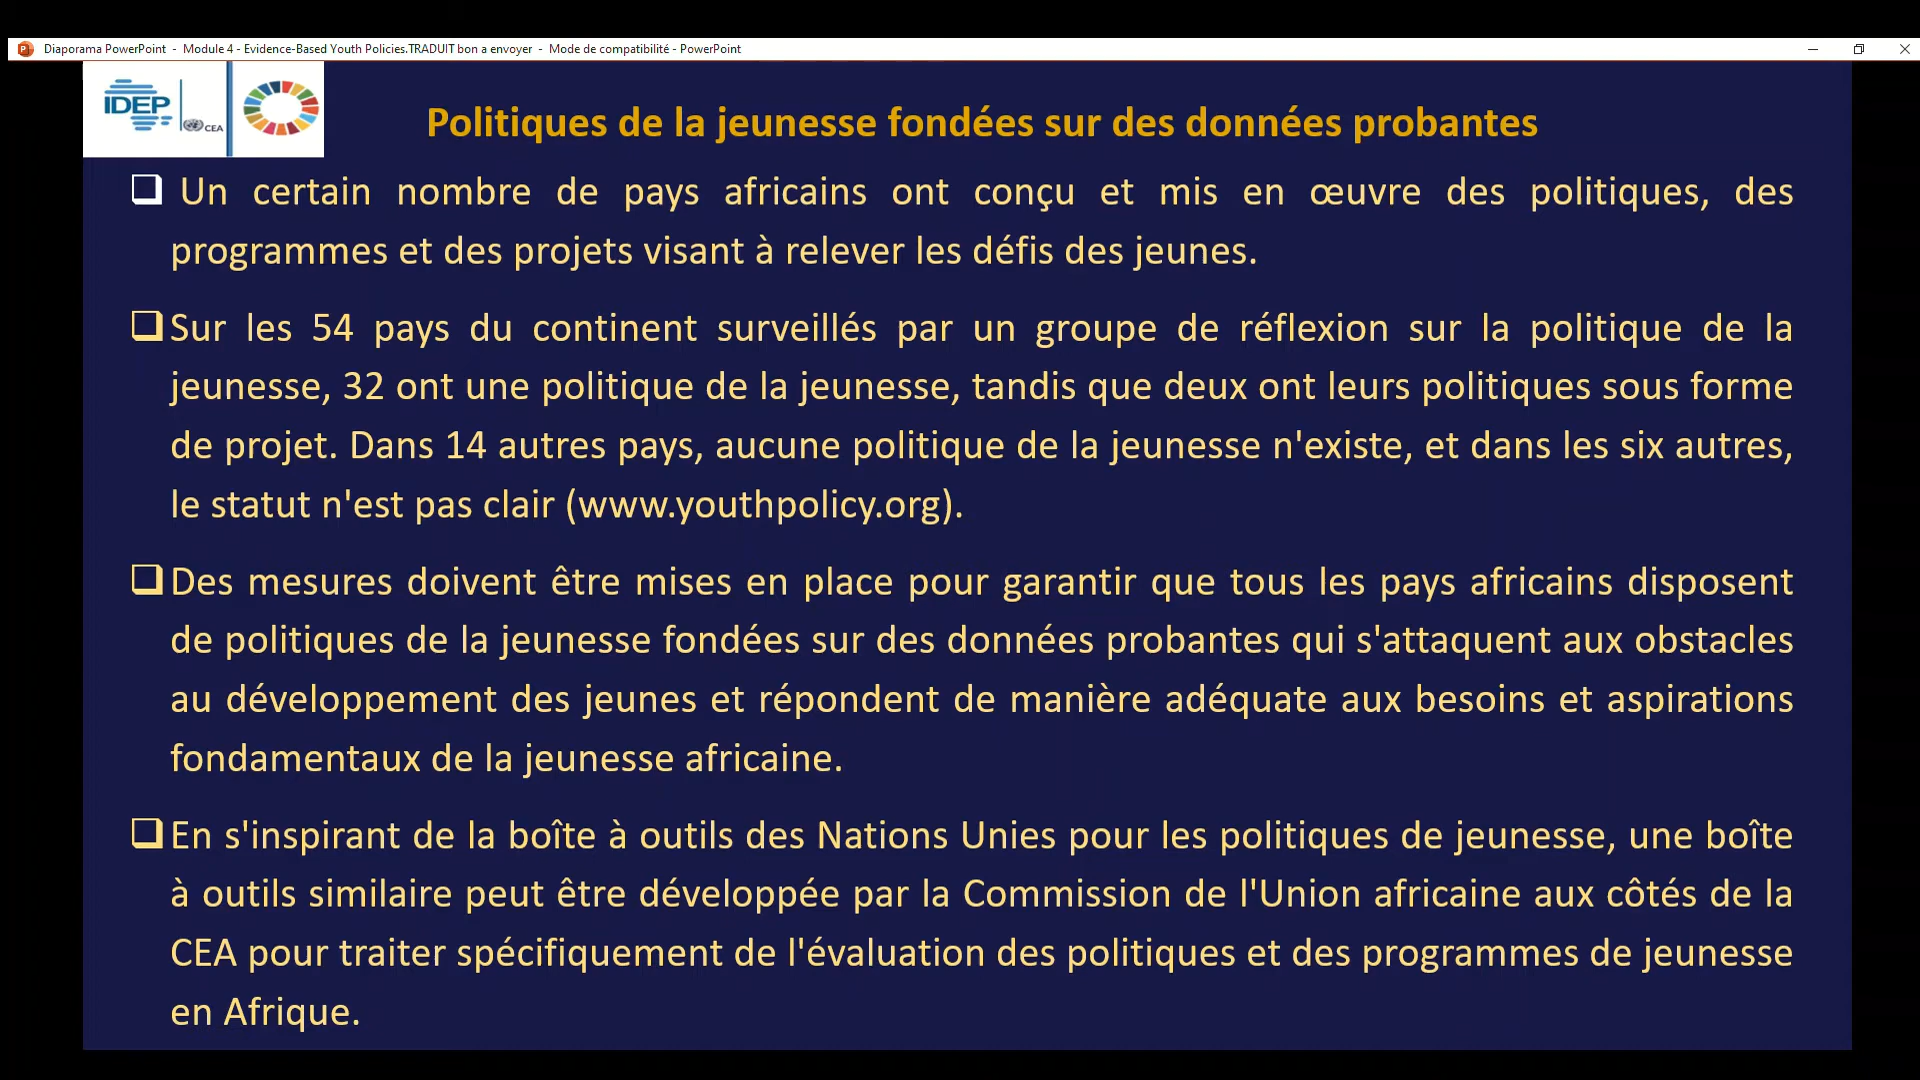 Diaporama PowerPoint - Module 4 - Evidence-Based Youth Policies.TRADUIT bon a envoyer - Mode de compatibilité - PowerPoint
IDEP
CEA
Politiques de la jeunesse fondées sur des données probantes
Un certain nombre de pays africains ont conçu et mis en œuvre des politiques, des
programmes et des projets visant à relever les défis des jeunes.
Sur les 54 pays du continent surveillés par un groupe de réflexion sur la politique de la
jeunesse, 32 ont une politique de la jeunesse, tandis que deux ont leurs politiques sous forme
de projet. Dans 14 autres pays, aucune politique de la jeunesse n'existe, et dans les six autres,
le statut n'est pas clair (www.youthpolicy.org).
Des mesures doivent être mises en place pour garantir que tous les pays africains disposent
de politiques de la jeunesse fondées sur des données probantes qui s'attaquent aux obstacles
au développement des jeunes et répondent de manière adéquate aux besoins et aspirations
fondamentaux de la jeunesse africaine.
En s'inspirant de la boîte à outils des Nations Unies pour les politiques de jeunesse, une boîte
à outils similaire peut être développée par la Commission de l'Union africaine aux côtés de la
CEA pour traiter spécifiquement de l'évaluation des politiques et des programmes de jeunesse
en Afrique.